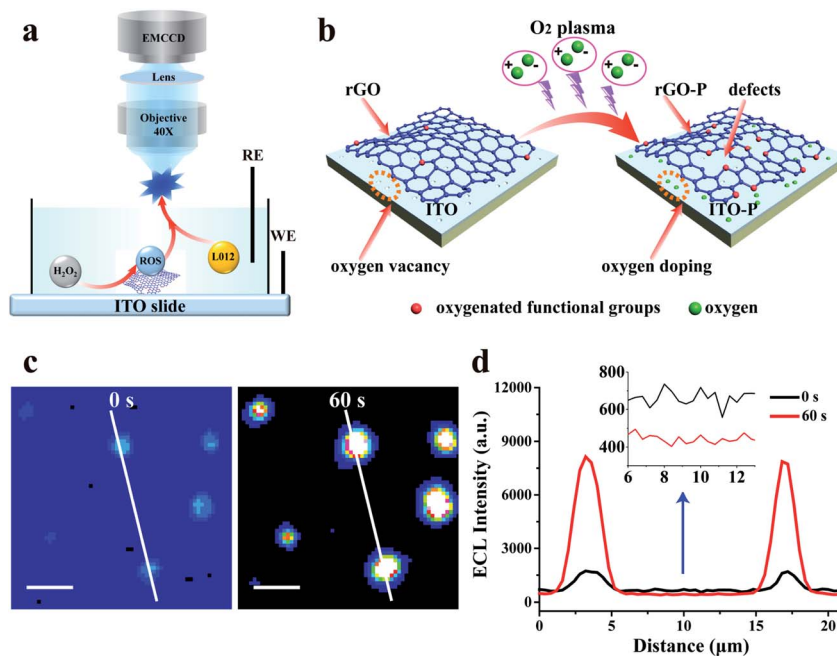 a
EMCCD
Lens
Objective
40X
RE
WE
H₂O₂
ROS
L012
ITO slide
b
O₂ plasma
+ -
+ -
+ -
rGO
rGO-P
defects
ITO
ITO-P
oxygen vacancy
oxygen doping
oxygenated functional groups
oxygen
c
0 s
60 s
d
12000
9000
6000
3000
1500
0
ECL Intensity (a.u.)
800
600
400
6 8 10 12
0 s
60 s
0 5 10 15 20
Distance (μm)